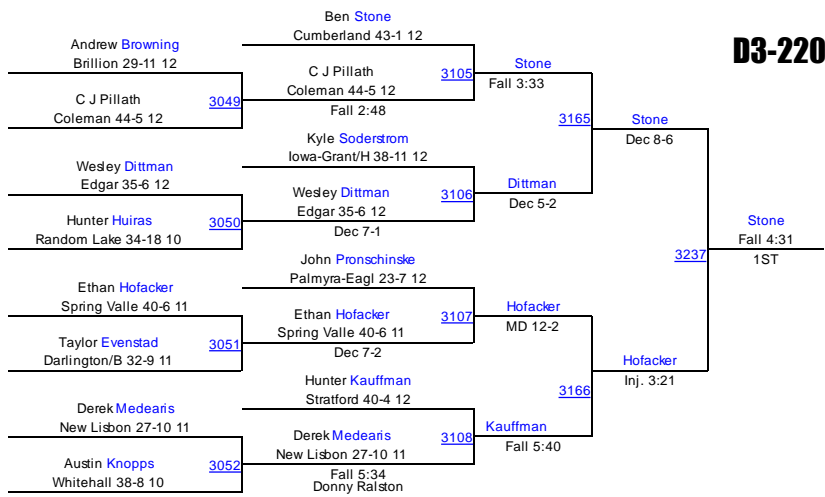 D3-220
Andrew Browning
Brillion 29-11 12
C J Pillath
Coleman 44-5 12
3049
Wesley Dittman
Edgar 35-6 12
Hunter Huiras
Random Lake 34-18 10
3050
Ethan Hofacker
Spring Valle 40-6 11
Taylor Evenstad
Darlington/B 32-9 11
3051
Derek Medearis
New Lisbon 27-10 11
Austin Knopps
Whitehall 38-8 10
3052
Ben Stone
Cumberland 43-1 12
C J Pillath
Coleman 44-5 12
Fall 2:48
3105
Kyle Soderstrom
Iowa-Grant/H 38-11 12
Wesley Dittman
Edgar 35-6 12
Dec 7-1
3106
John Pronschinske
Palmyra-Eagl 23-7 12
Ethan Hofacker
Spring Valle 40-6 11
Dec 7-2
3107
Hunter Kauffman
Stratford 40-4 12
Derek Medearis
New Lisbon 27-10 11
Fall 5:34
Donny Ralston
3108
Stone
Fall 3:33
3165
Dittman
Dec 5-2
Hofacker
MD 12-2
3166
Kauffman
Fall 5:40
Stone
Dec 8-6
3237
Hofacker
Inj. 3:21
Stone
Fall 4:31
1ST